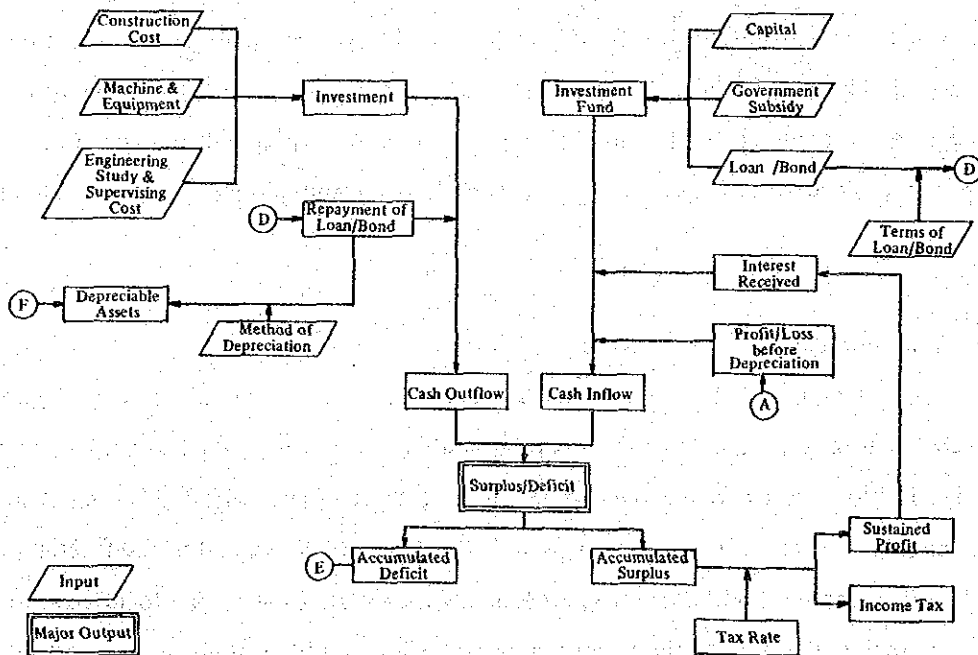 Construction
Cost
Machine &
Equipment
Engineering
Study &
Supervising
Cost
Investment
Investment
Fund
Capital
Government
Subsidy
Loan /Bond
D
Terms of
Loan/Bond
D
Repayment of
Loan/Bond
F
Depreciable
Assets
Method of
Depreciation
Interest
Received
Profit/Loss
before
Depreciation
A
Cash Outflow
Cash Inflow
Surplus/Deficit
E
Accumulated
Deficit
Accumulated
Surplus
Sustained
Profit
Income Tax
Tax Rate
Input
Major Output